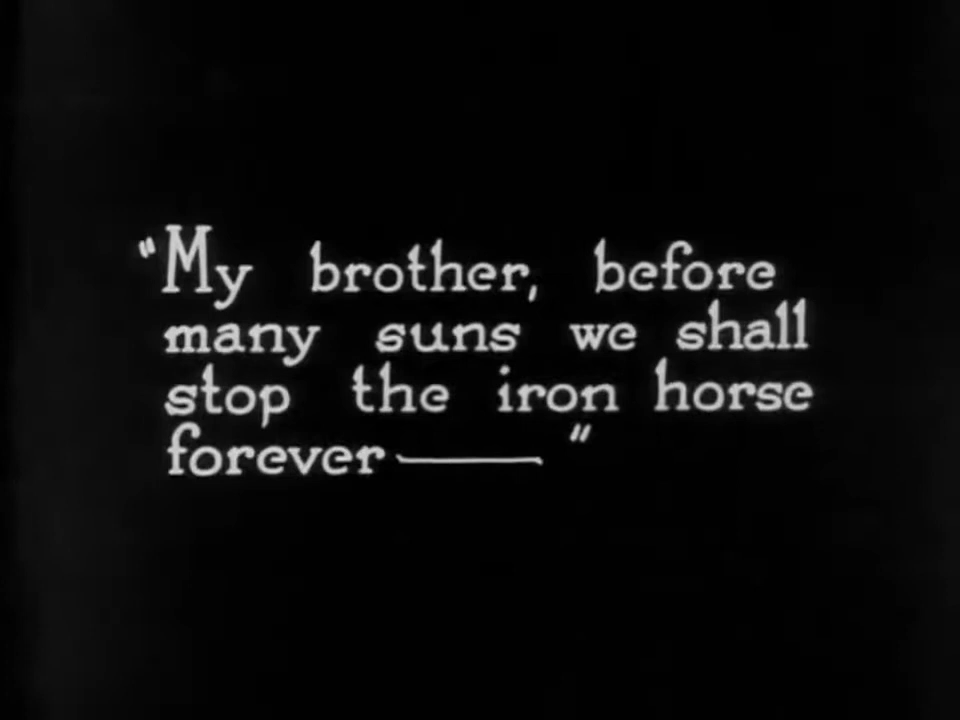 "My brother, before
many suns we shall
stop the iron horse
forever——"